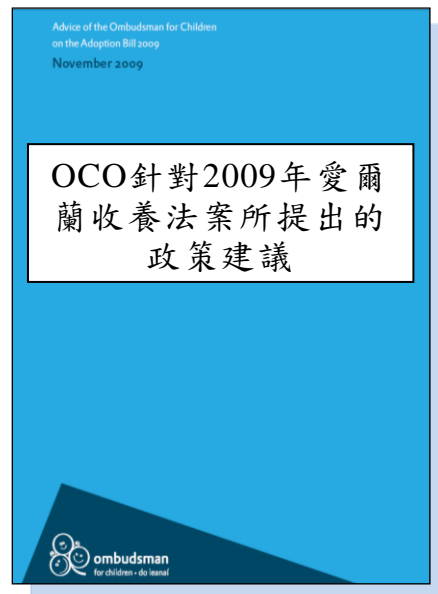 Advice of the Ombudsman for Children
on the Adoption Bill 2009
November 2009
OCO針對2009年愛爾
蘭收養法案所提出的
政策建議
ombudsman
for children · do leanaí